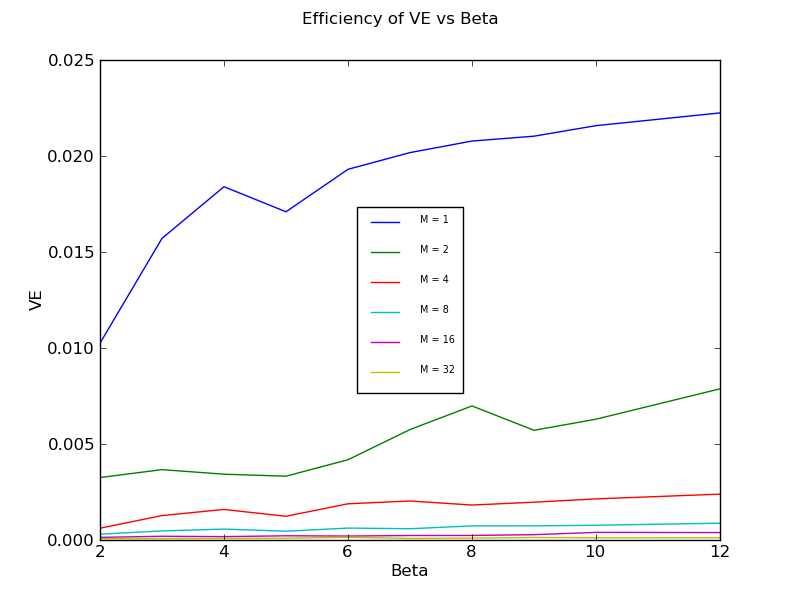 Efficiency of VE vs Beta
0.025
0.020
0.015
0.010
0.005
0.000
VE
M = 1
M = 2
M = 4
M = 8
M = 16
M = 32
2 4 6 8 10 12
Beta